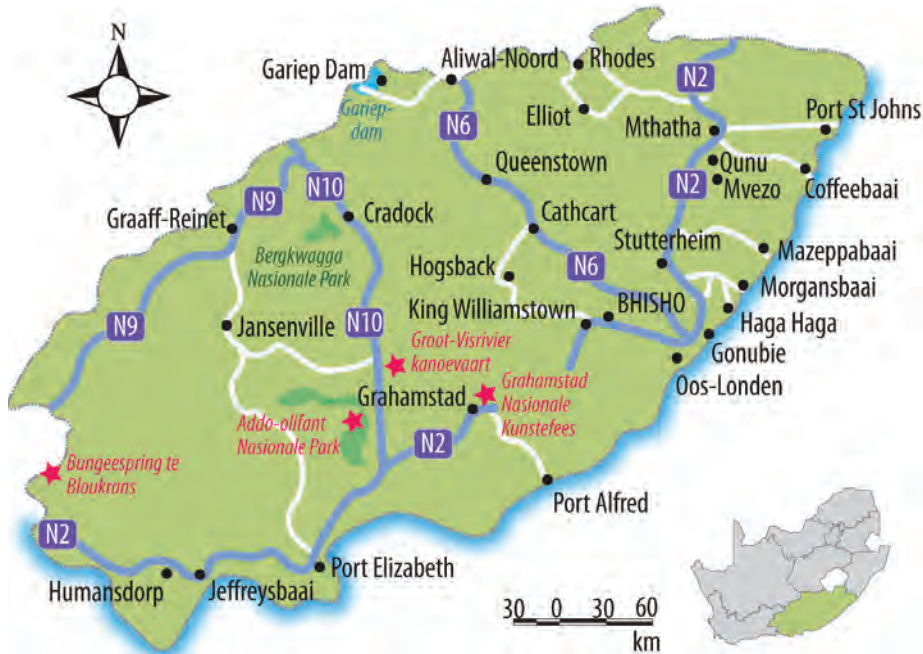 N
Gariep Dam
Aliwal-Noord
Rhodes
N2
Gariep-
dam
N6
Elliot
Mthatha
Port St Johns
Queenstown
Qunu
N2
Mvezo
Coffeebaai
N9
N10
Graaff-Reinet
Cradock
Cathcart
Stutterheim
Bergkwagga
Nasionale Park
Hogsback
N6
Mazeppabaai
Morgansbaai
King Williamstown
BHISHO
N9
Jansenville
N10
Haga Haga
Groot-Visrivier
kanoevaart
Gonubie
Oos-Londen
Grahamstad
Grahamstad
Nasionale
Kunstefees
Addo-olifant
Nasionale Park
N2
Bungeespring te
Bloukrans
Port Alfred
N2
Humansdorp
Jeffreysbaai
Port Elizabeth
30 0 30 60
km